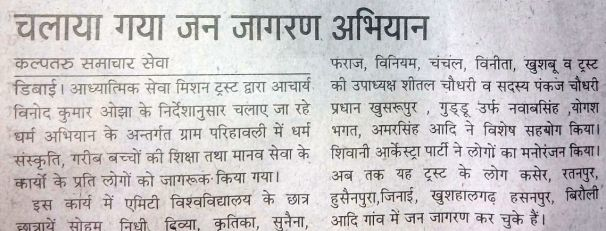 चलाया गया जन जागरण अभियान
कल्पतरु समाचार सेवा
डिबाई। आध्यात्मिक सेवा मिशन ट्रस्ट द्वारा आचार्य
विनोद कुमार ओझा के निर्देशानुसार चलाए जा रहे
धर्म अभियान के अन्तर्गत ग्राम परिहावली में धर्म
संस्कृति, गरीब बच्चों की शिक्षा तथा मानव सेवा के
कार्यो के प्रति लोगों को जागरूक किया गया।
इस कार्य में एमिटी विश्वविद्यालय के छात्र
छात्रायें सोहम, निधी, दिव्या, कृतिका, सुनैना,
फराज, विनियम, चंचंल, विनीता, खुशबू व ट्रस्ट
की उपाध्यक्ष शीतल चौधरी व सदस्य पंकज चौधरी
प्रधान खुसरूपुर , गुड्डू उर्फ नवाबसिंह ,योगश
भगत, अमरसिंह आदि ने विशेष सहयोग किया।
शिवानी आर्केस्ट्रा पार्टी ने लोगों का मनोरंजन किया।
अब तक यह ट्रस्ट के लोग कसेर, रतनपुर,
हुसैनपुरा,जिनाई, खुशहालगढ़ हसनपुर, बिरौली
आदि गांव में जन जागरण कर चुके हैं।